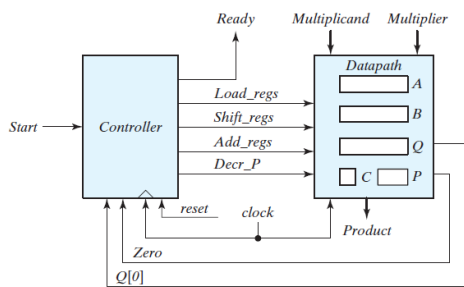 Ready
Multiplicand
Multiplier
Datapath
A
Load_regs
B
Shift_regs
Start
Controller
Add_regs
Q
Decr_P
C
P
reset
clock
Product
Zero
Q[0]